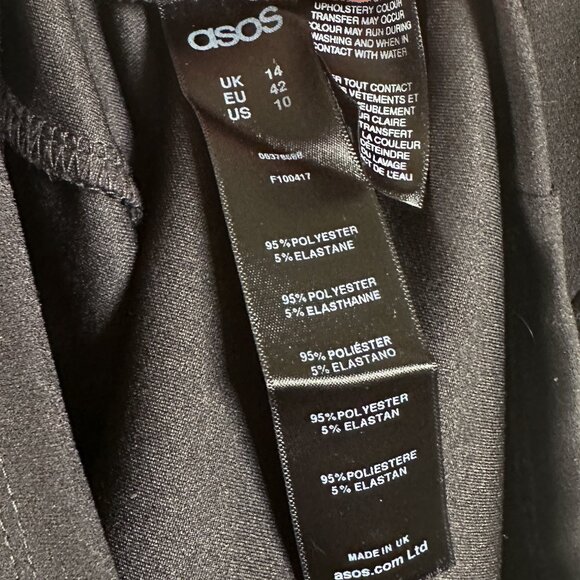 asos
UK 14
EU 42
US 10
F100417
95%POLYESTER
5% ELASTANE
95%POLYESTER
5% ELASTHANNE
95% POLIÉSTER
5% ELASTANO
95%POLYESTER
5% ELASTAN
95%POLIESTERE
5% ELASTAN
MADE IN UK
asos.com Ltd
UPHOLSTERY COLOUR
TRANSFER MAY OCCUR
COLOUR MAY RUN DURING
WASHING AND WHEN IN
CONTACT WITH WATER
TOUT CONTACT
VÊTEMENTS ET
CLAIRE
TRANSFERT
LA COULEUR
DÉTEINDRE
DU LAVAGE
DE L'EAU